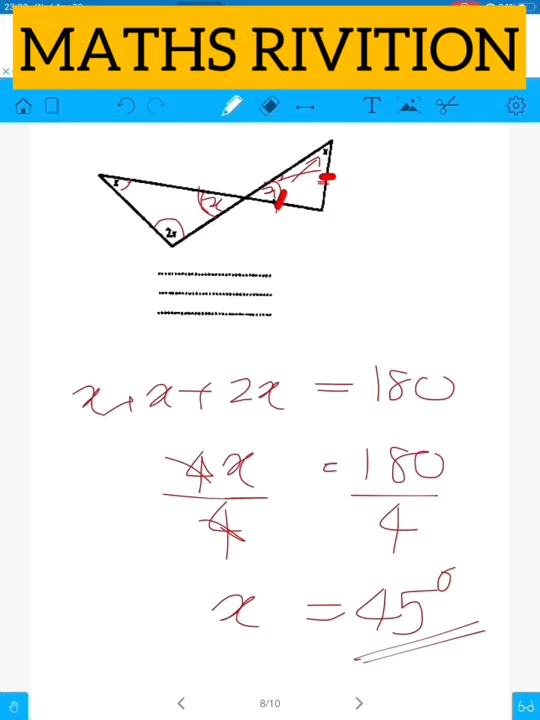 MATHS RIVITION
x
x
x
x
2x
x + x + 2x = 180
4x = 180
4 4
x = 45°
8/10